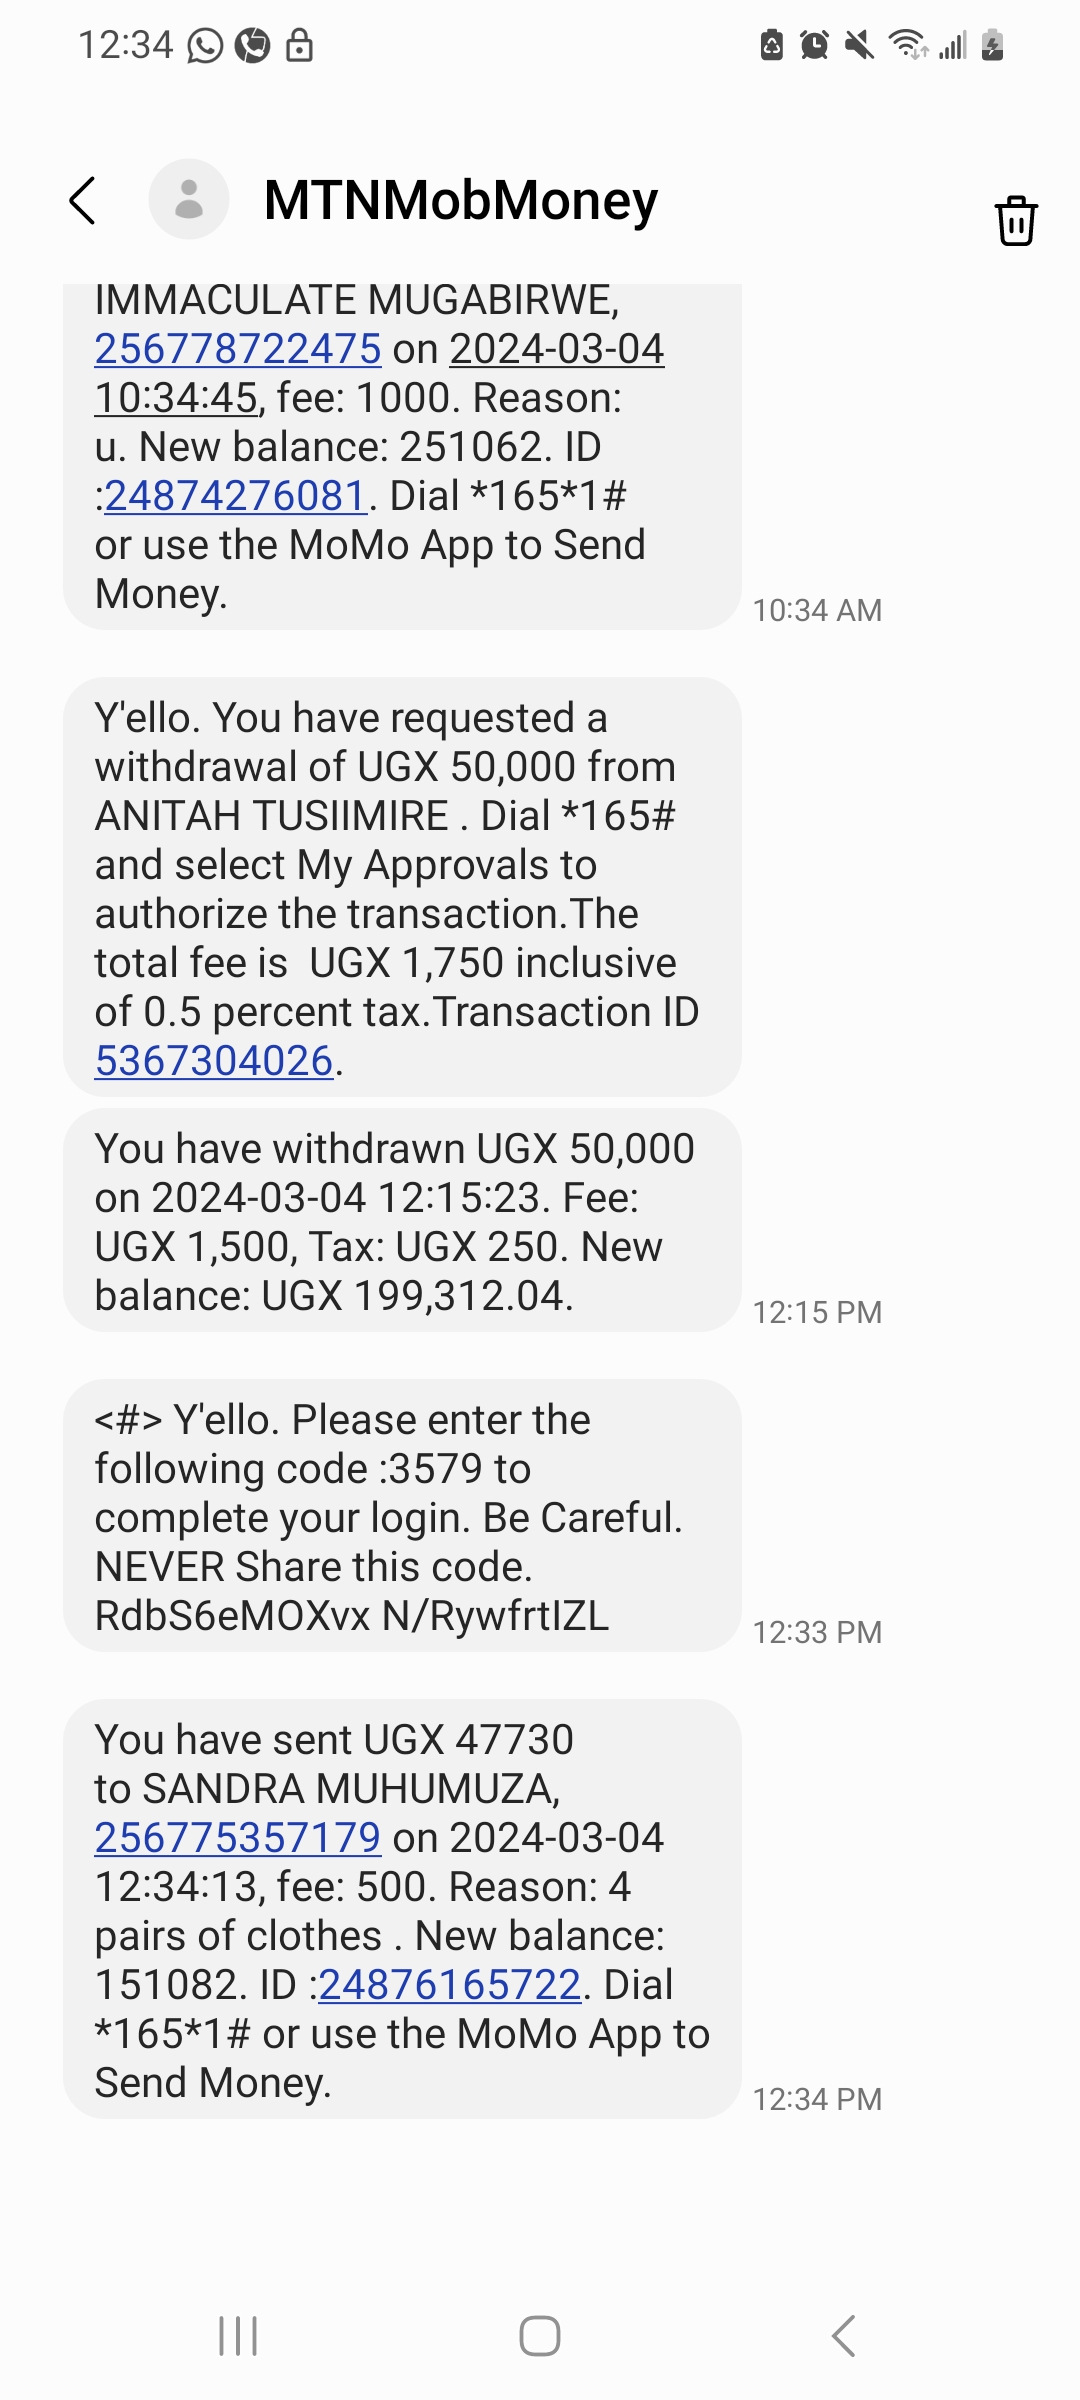 12:34
MTNMobMoney
IMMACULATE MUGABIRWE,
256778722475 on 2024-03-04
10:34:45, fee: 1000. Reason:
u. New balance: 251062. ID
:24874276081. Dial *165*1#
or use the MoMo App to Send
Money.
10:34 AM
Y'ello. You have requested a
withdrawal of UGX 50,000 from
ANITAH TUSIIMIRE . Dial *165#
and select My Approvals to
authorize the transaction.The
total fee is  UGX 1,750 inclusive
of 0.5 percent tax.Transaction ID
5367304026.
You have withdrawn UGX 50,000
on 2024-03-04 12:15:23. Fee:
UGX 1,500, Tax: UGX 250. New
balance: UGX 199,312.04.
12:15 PM
<#> Y'ello. Please enter the
following code :3579 to
complete your login. Be Careful.
NEVER Share this code.
RdbS6eMOXvx N/RywfrtIZL
12:33 PM
You have sent UGX 47730
to SANDRA MUHUMUZA,
256775357179 on 2024-03-04
12:34:13, fee: 500. Reason: 4
pairs of clothes . New balance:
151082. ID :24876165722. Dial
*165*1# or use the MoMo App to
Send Money.
12:34 PM